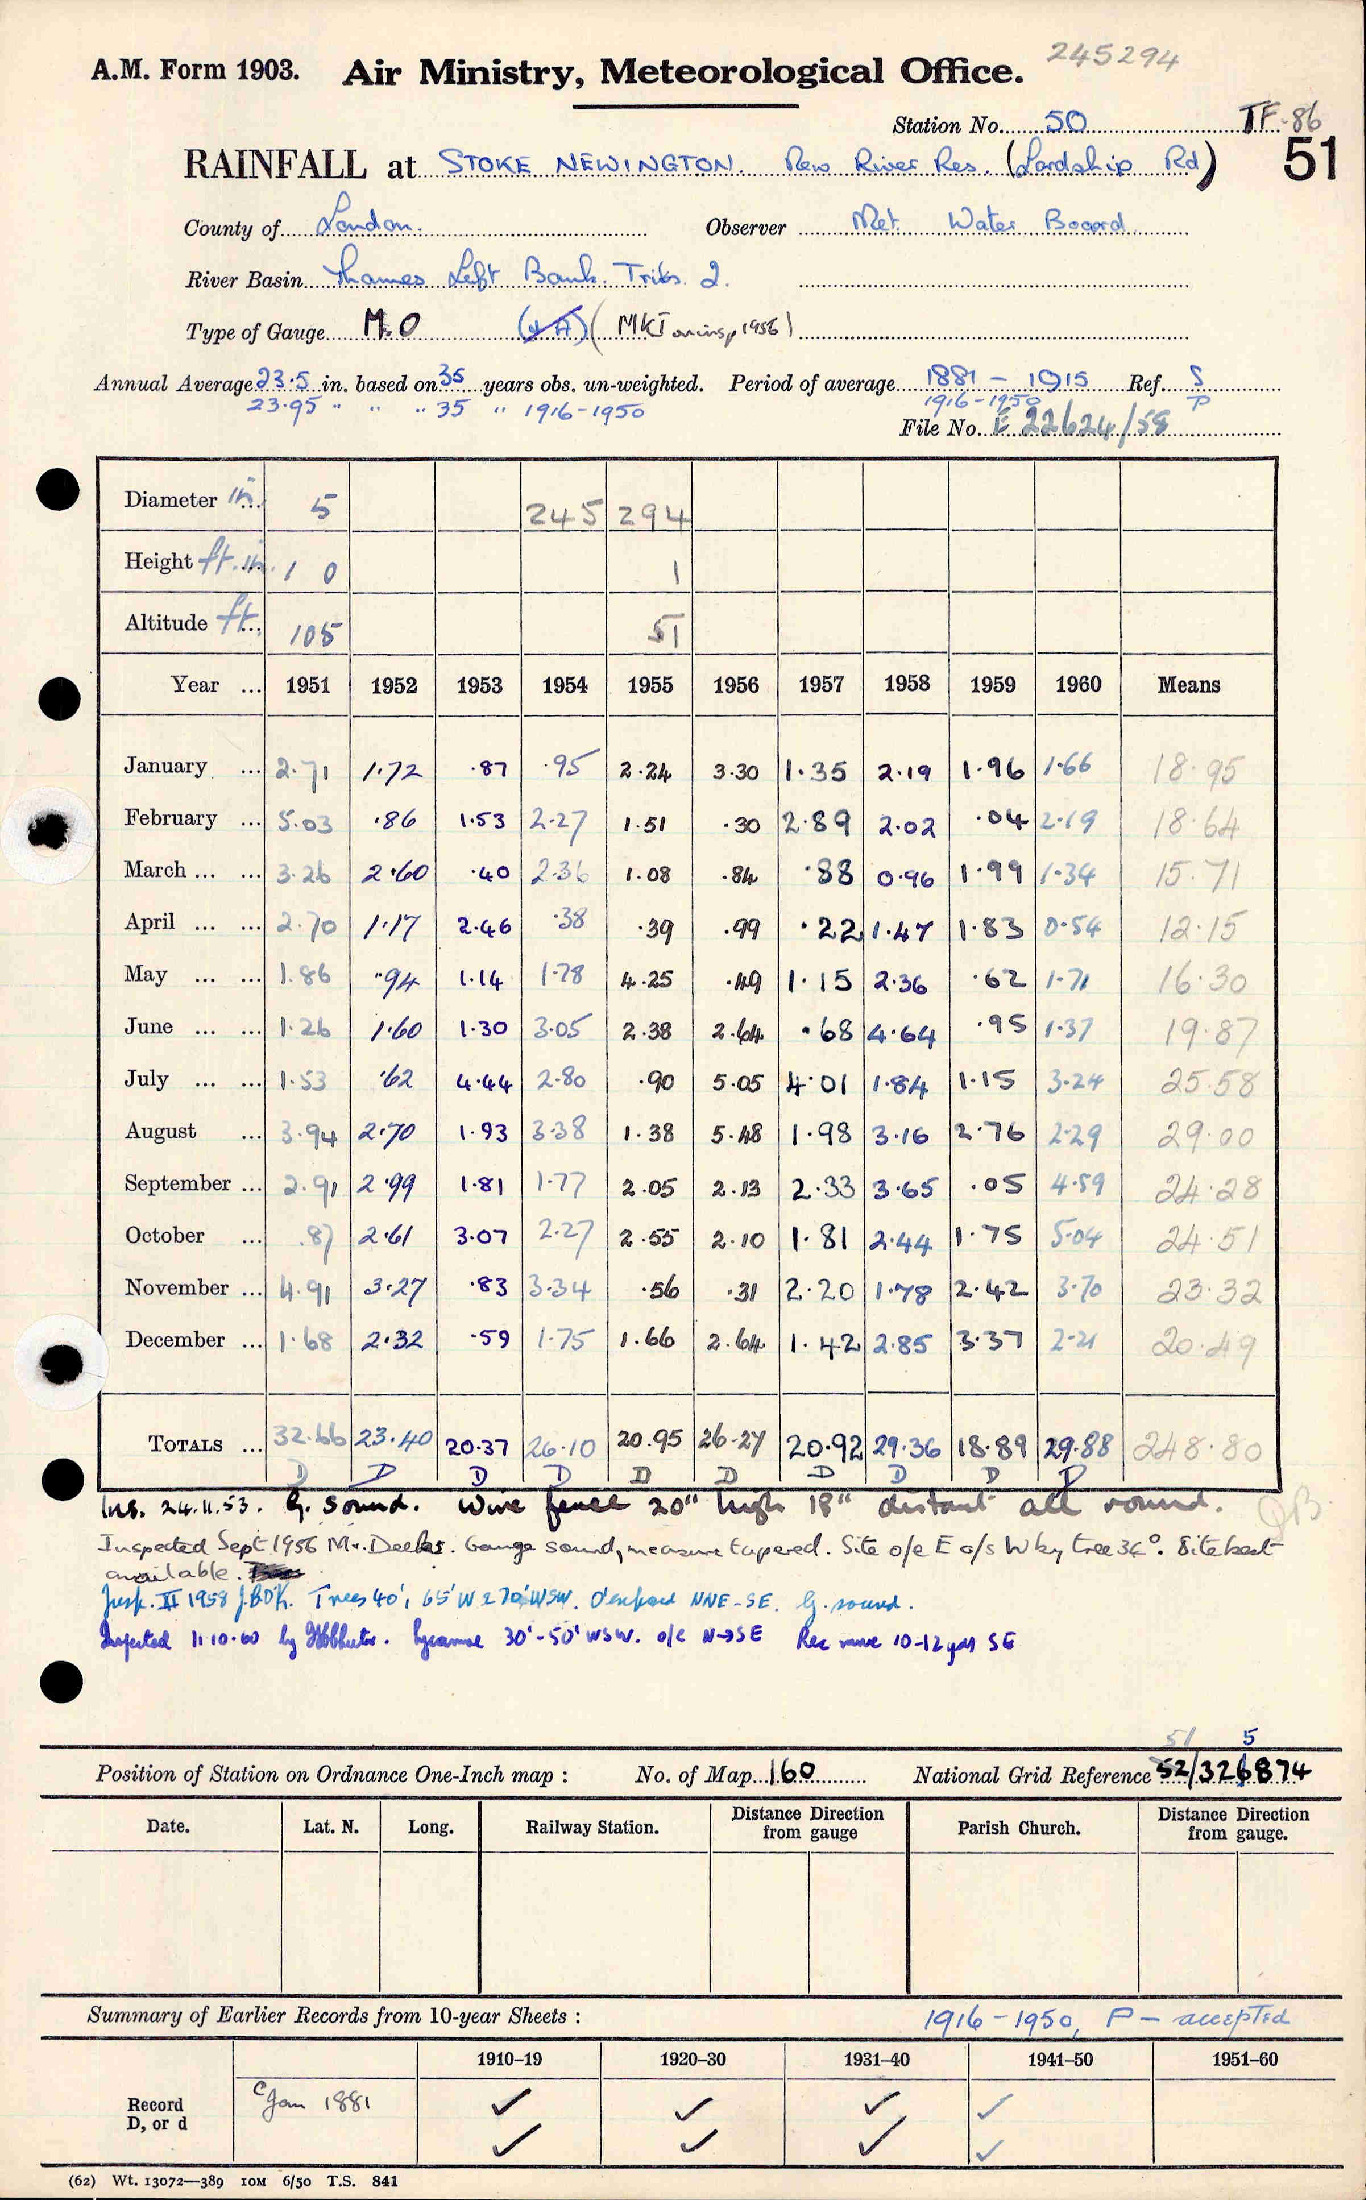 245294
A.M. Form 1903. Air Ministry, Meteorological Office.
Station No. 50 TF.86
RAINFALL at STOKE NEWINGTON. New River Res. (Lordship Rd) 51
County of London. Observer Met. Water Board
River Basin Thames Left Bank. Tribs. 2.
Type of Gauge M.O (MKI on insp 1956)
Annual Average 23.5 in. based on 35 years obs. un-weighted. Period of average 1881 - 1915 Ref. S
23.95 " " " 35 " 1916-1950 1916-1950 P
File No. E 22624/58
Diameter in. 5 245 294
Height ft. in. 1 0 1
Altitude ft. 105 51
Year ... 1951 1952 1953 1954 1955 1956 1957 1958 1959 1960 Means
January ... 2.71 1.72 .87 .95 2.24 3.30 1.35 2.19 1.96 1.66 18.95
February ... 5.03 .86 1.53 2.27 1.51 .30 2.89 2.02 .04 2.19 18.64
March ... ... 3.26 2.60 .40 2.36 1.08 .84 .88 0.96 1.99 1.34 15.71
April ... ... 2.70 1.17 2.46 .38 .39 .99 .22 1.47 1.83 0.54 12.15
May ... ... 1.86 .94 1.14 1.78 4.25 .49 1.15 2.36 .62 1.71 16.30
June ... ... 1.26 1.60 1.30 3.05 2.38 2.64 .68 4.64 .95 1.37 19.87
July ... ... 1.53 .62 4.44 2.80 .90 5.05 4.01 1.84 1.15 3.24 25.58
August ... 3.94 2.70 1.93 3.38 1.38 5.48 1.98 3.16 2.76 2.29 29.00
September ... 2.91 2.99 1.81 1.77 2.05 2.13 2.33 3.65 .05 4.59 24.28
October ... .87 2.61 3.07 2.27 2.55 2.10 1.81 2.44 1.75 5.04 24.51
November ... 4.91 3.27 .83 3.34 .56 .31 2.20 1.78 2.42 3.70 23.32
December ... 1.68 2.32 .59 1.75 1.66 2.64 1.42 2.85 3.37 2.21 20.49
TOTALS ... 32.66 23.40 20.37 26.10 20.95 26.27 20.92 29.36 18.89 29.88 248.80
D D D D D D D D D D
Ins. 24.11.53. G. sound. Wire fence 20" high 18" distant all round.
Inspected Sept 1956 Mr. Deeks. Gauge sound, measure tapered. Site o/e E o/s W by tree 34°. Site best
available.
Insp. II 1958 J.BDK. Trees 40', 65' W 270' WSW. O'exposed NNE-SE. G. sound.
Inspected 11.10.60 by Sycamore 30'-50' WSW. o/e N→SE Rec 10-12 yds SE
51 5
Position of Station on Ordnance One-Inch map : No. of Map 160 National Grid Reference 52/326874
Date. Lat. N. Long. Railway Station. Distance Direction from gauge Parish Church. Distance Direction from gauge.
Summary of Earlier Records from 10-year Sheets : 1916-1950, P - accepted
1910–19 1920–30 1931–40 1941–50 1951–60
Record D, or d c Jan 1881 ✓ ✓ ✓ ✓
✓ ✓ ✓ ✓
(62) Wt. 13072—389 IOM 6/50 T.S. 841